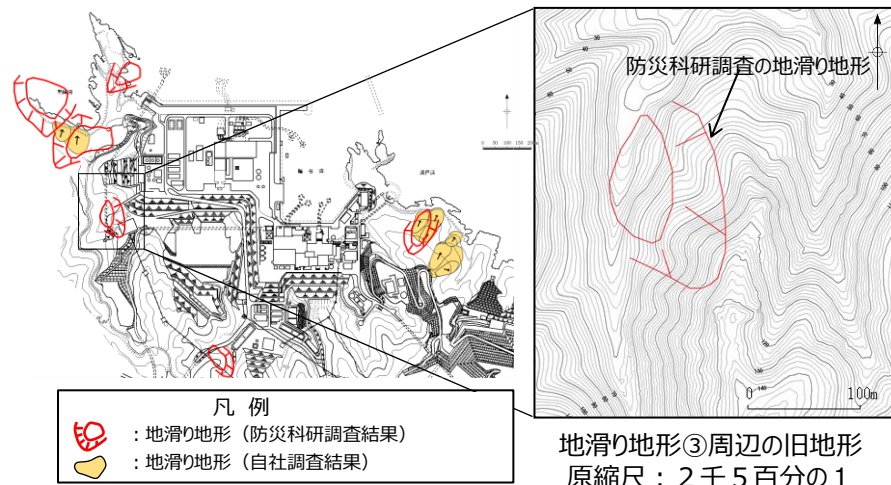 防災科研調査の地滑り地形
0 100m
凡 例
：地滑り地形（防災科研調査結果）
：地滑り地形（自社調査結果）
地滑り地形③周辺の旧地形
原縮尺：２千５百分の１